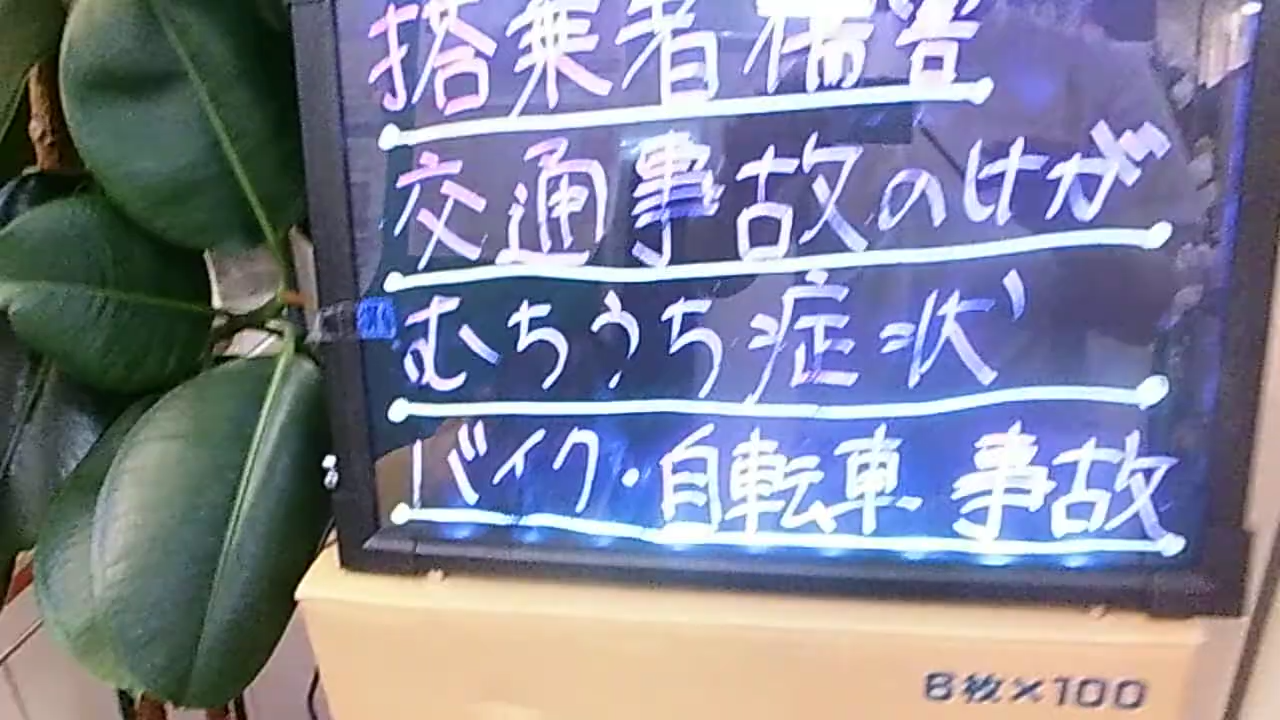 搭乗者傷害
交通事故のけが
むちうち症状
バイク・自転車事故
8枚×100